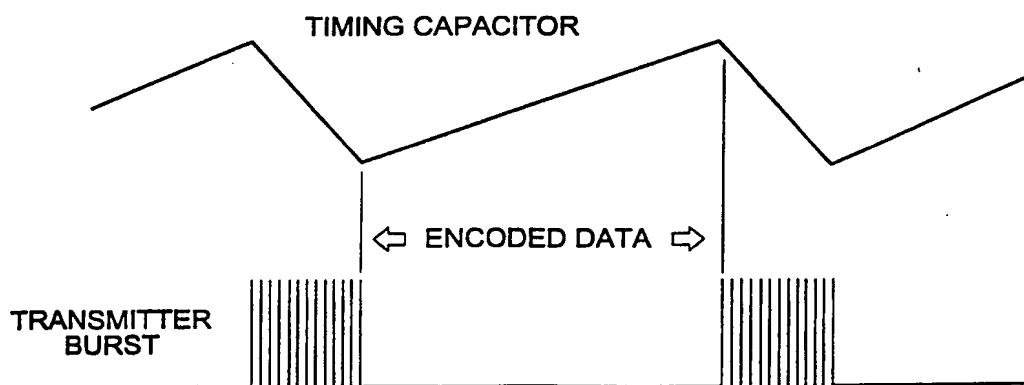 TIMING CAPACITOR
ENCODED DATA
TRANSMITTER
BURST